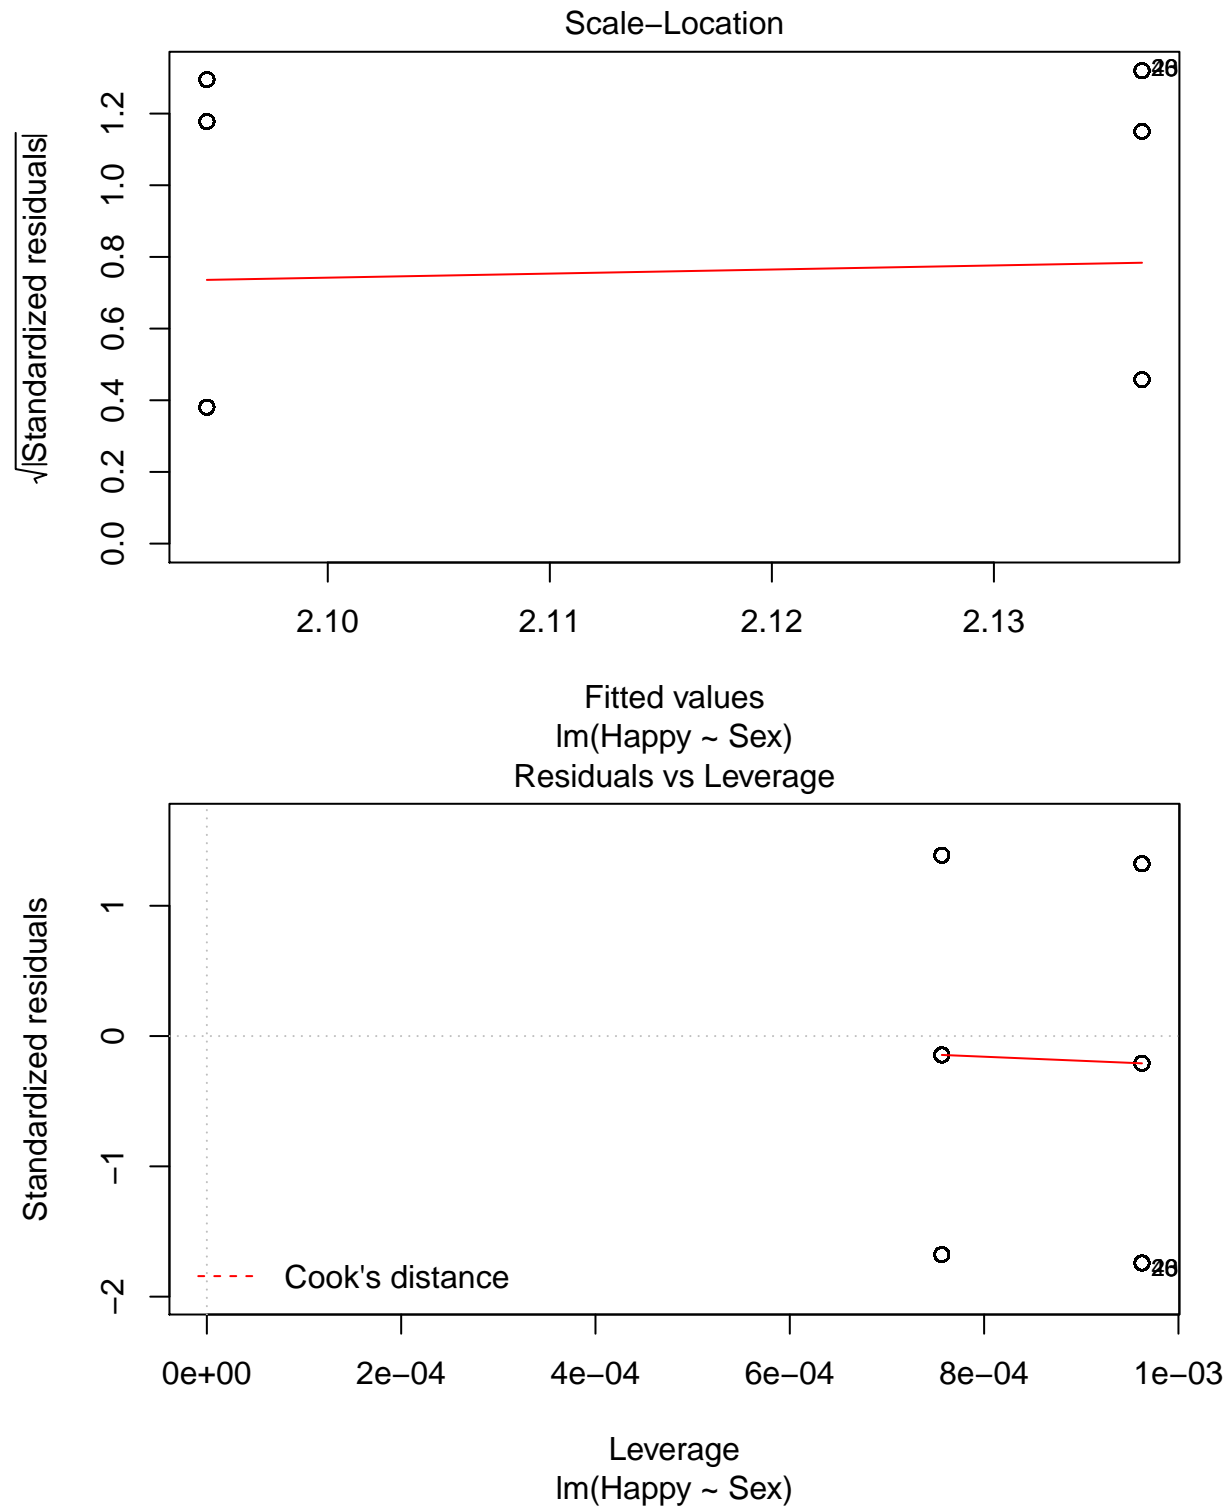 Scale−Location
√|Standardized residuals|
1.2
1.0
0.8
0.6
0.4
0.2
0.0
2.10 2.11 2.12 2.13
Fitted values
lm(Happy ~ Sex)
Residuals vs Leverage
Standardized residuals
1
0
−1
−2
Cook's distance
0e+00 2e−04 4e−04 6e−04 8e−04 1e−03
Leverage
lm(Happy ~ Sex)